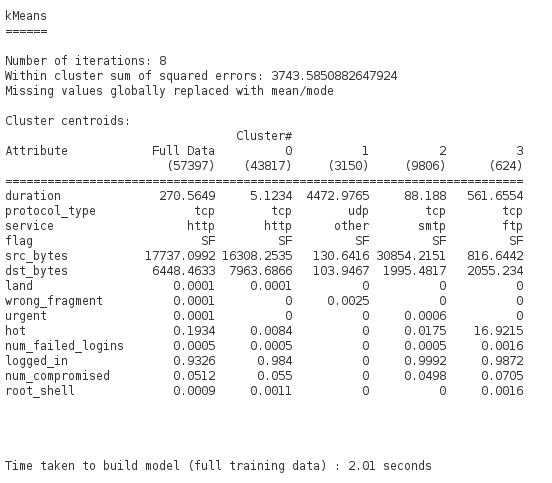 kMeans
======
Number of iterations: 8
Within cluster sum of squared errors: 3743.5850882647924
Missing values globally replaced with mean/mode
Cluster centroids:
Cluster#
Attribute Full Data 0 1 2 3
(57397) (43817) (3150) (9806) (624)
==========================================================================
duration 270.5649 5.1234 4472.9765 88.188 561.6554
protocol_type tcp tcp udp tcp tcp
service http http other smtp ftp
flag SF SF SF SF SF
src_bytes 17737.0992 16308.2535 130.6416 30854.2151 816.6442
dst_bytes 6448.4633 7963.6866 103.9467 1995.4817 2055.234
land 0.0001 0.0001 0 0 0
wrong_fragment 0.0001 0 0.0025 0 0
urgent 0.0001 0 0 0.0006 0
hot 0.1934 0.0084 0 0.0175 16.9215
num_failed_logins 0.0005 0.0005 0 0.0005 0.0016
logged_in 0.9326 0.984 0 0.9992 0.9872
num_compromised 0.0512 0.055 0 0.0498 0.0705
root_shell 0.0009 0.0011 0 0 0.0016
Time taken to build model (full training data) : 2.01 seconds